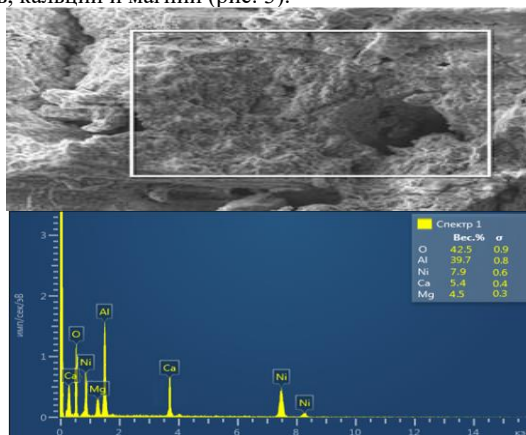 , кальций и магний (рис. 3).
Спектр 1
Вес.% σ
O 42.5 0.9
Al 39.7 0.8
Ni 7.9 0.6
Ca 5.4 0.4
Mg 4.5 0.3
имп/сек/эВ
3
2
1
0
Ca
O
Ni
Mg
Al
Ca
Ni
Ni
0 2 4 6 8 10 12 14